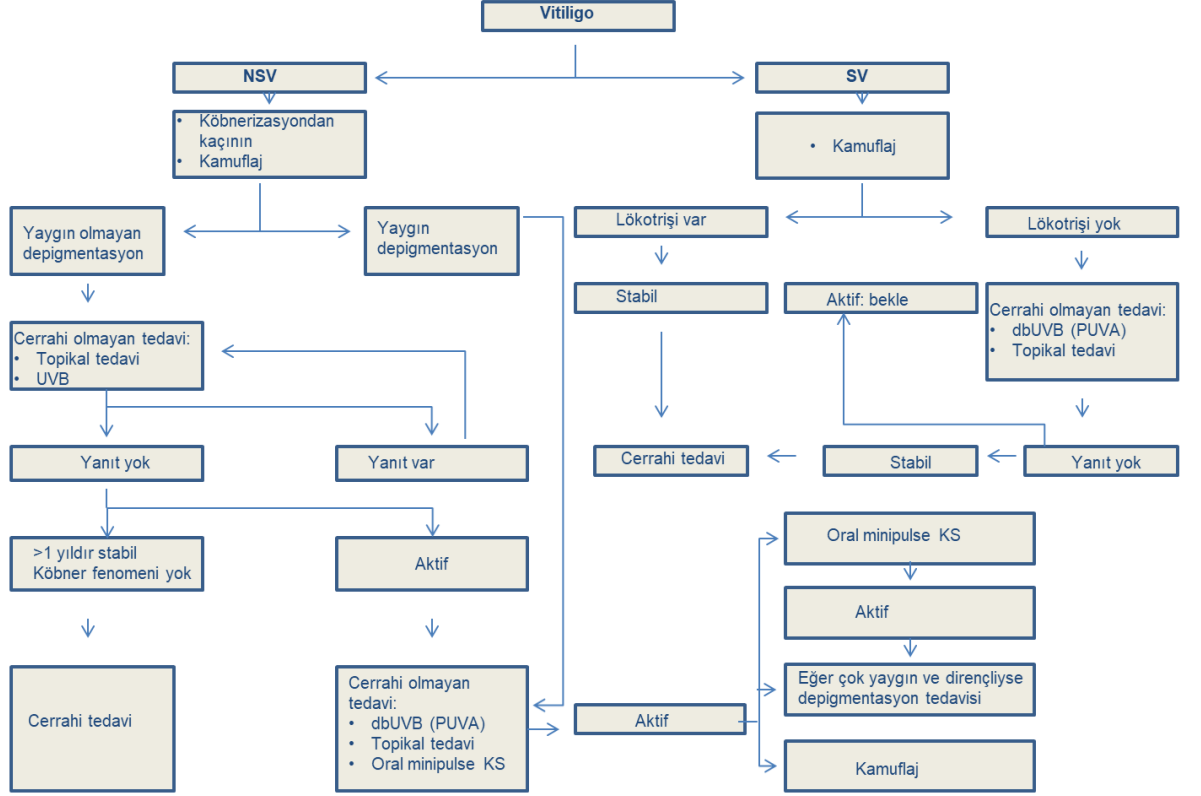 Vitiligo
NSV
SV
• Köbnerizasyondan
kaçının
• Kamuflaj
• Kamuflaj
Yaygın olmayan
depigmentasyon
Yaygın
depigmentasyon
Lökotrişi var
Lökotrişi yok
Stabil
Aktif: bekle
Cerrahi olmayan tedavi:
• dbUVB (PUVA)
• Topikal tedavi
Cerrahi olmayan tedavi:
• Topikal tedavi
• UVB
Yanıt yok
Yanıt var
Cerrahi tedavi
Stabil
Yanıt yok
>1 yıldır stabil
Köbner fenomeni yok
Aktif
Oral minipulse KS
Aktif
Cerrahi tedavi
Cerrahi olmayan
tedavi:
• dbUVB (PUVA)
• Topikal tedavi
• Oral minipulse KS
Aktif
Eğer çok yaygın ve dirençliyse
depigmentasyon tedavisi
Kamuflaj